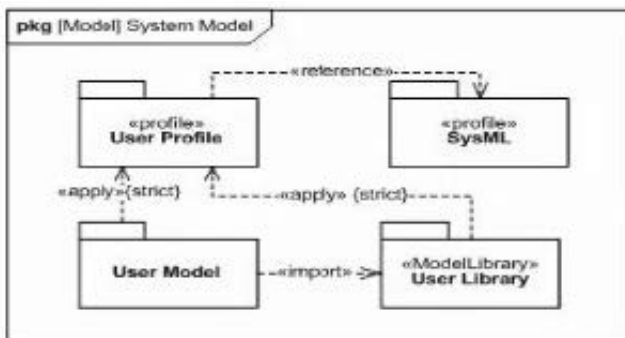 pkg [Model] System Model
«reference»
«profile»
User Profile
«profile»
SysML
«apply»{strict}
«apply» {strict}
User Model
«import»
«ModelLibrary»
User Library